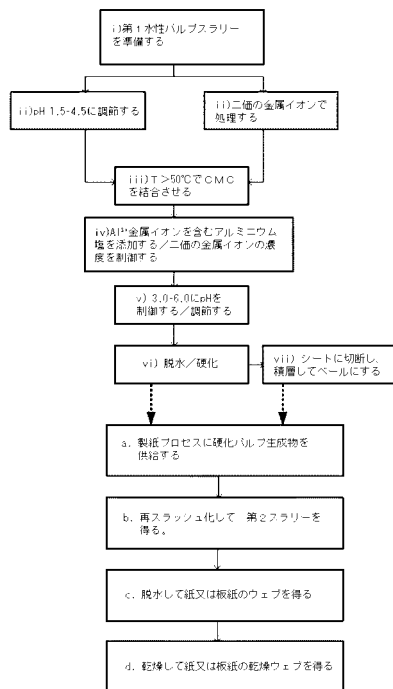 i)第１水性パルプスラリー
を準備する
ii)pH 1.5-4.5に調節する
ii)二価の金属イオンで
処理する
iii)T>50℃でCMC
を結合させる
iv)Al³⁺金属イオンを含むアルミニウム
塩を添加する/二価の金属イオンの濃
度を制御する
v) 3.0-6.0にpHを
制御する/調節する
vi) 脱水/硬化
vii) シートに切断し、
積層してベールにする
a. 製紙プロセスに硬化パルプ生成物を
供給する
b. 再スラッシュ化して 第２スラリーを
得る。
c. 脱水して紙又は板紙のウェブを得る
d. 乾燥して紙又は板紙の乾燥ウェブを得る